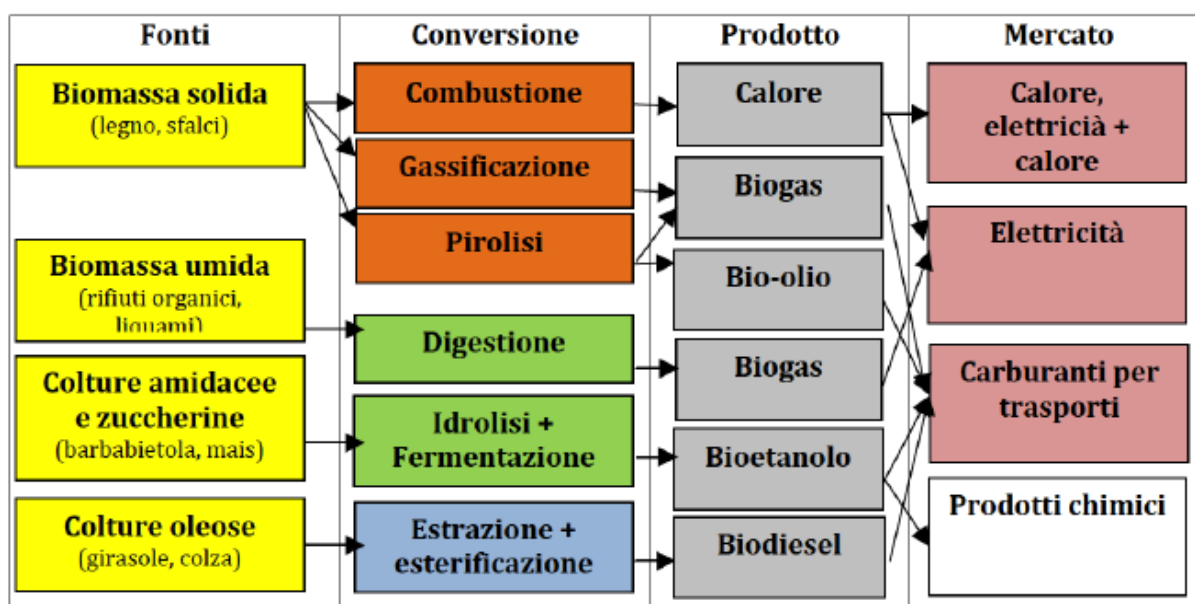 Fonti
Conversione
Prodotto
Mercato
Biomassa solida
(legno, sfalci)
Biomassa umida
(rifiuti organici,
liquami)
Colture amidacee
e zuccherine
(barbabietola, mais)
Colture oleose
(girasole, colza)
Combustione
Gassificazione
Pirolisi
Digestione
Idrolisi +
Fermentazione
Estrazione +
esterificazione
Calore
Biogas
Bio-olio
Biogas
Bioetanolo
Biodiesel
Calore,
elettricià +
calore
Elettricità
Carburanti per
trasporti
Prodotti chimici